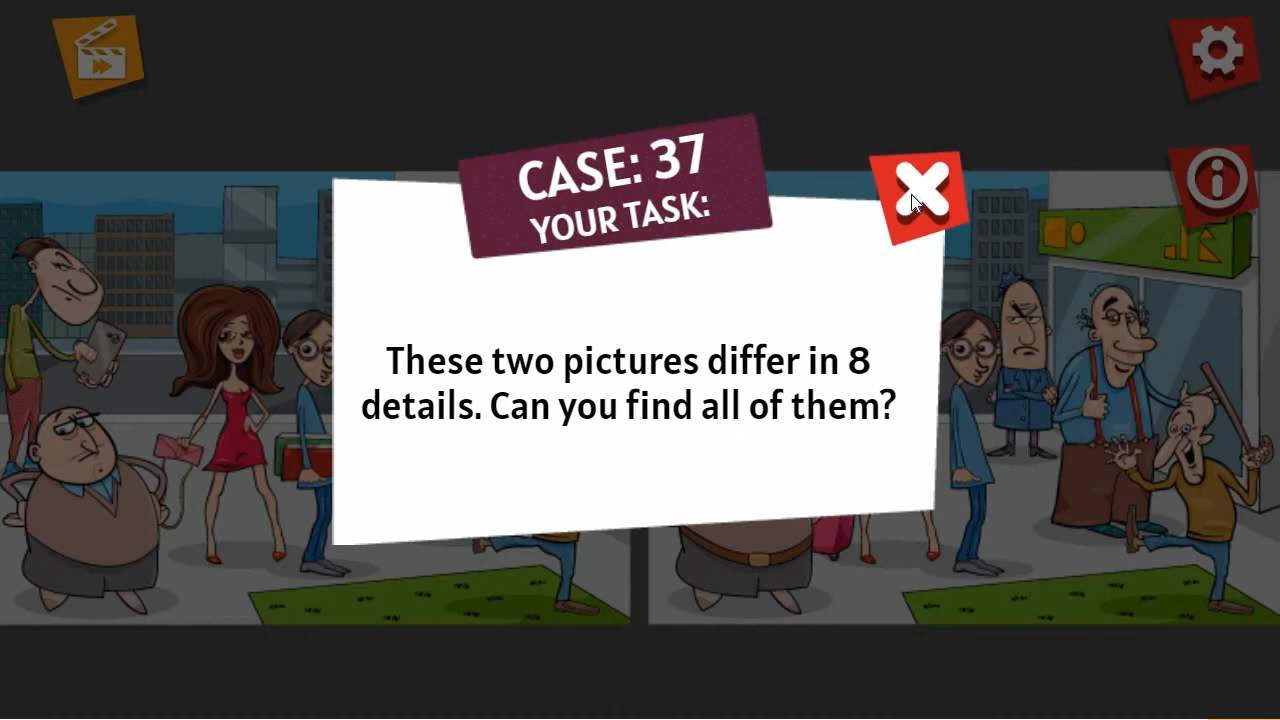 CASE: 37
YOUR TASK:
These two pictures differ in 8
details. Can you find all of them?